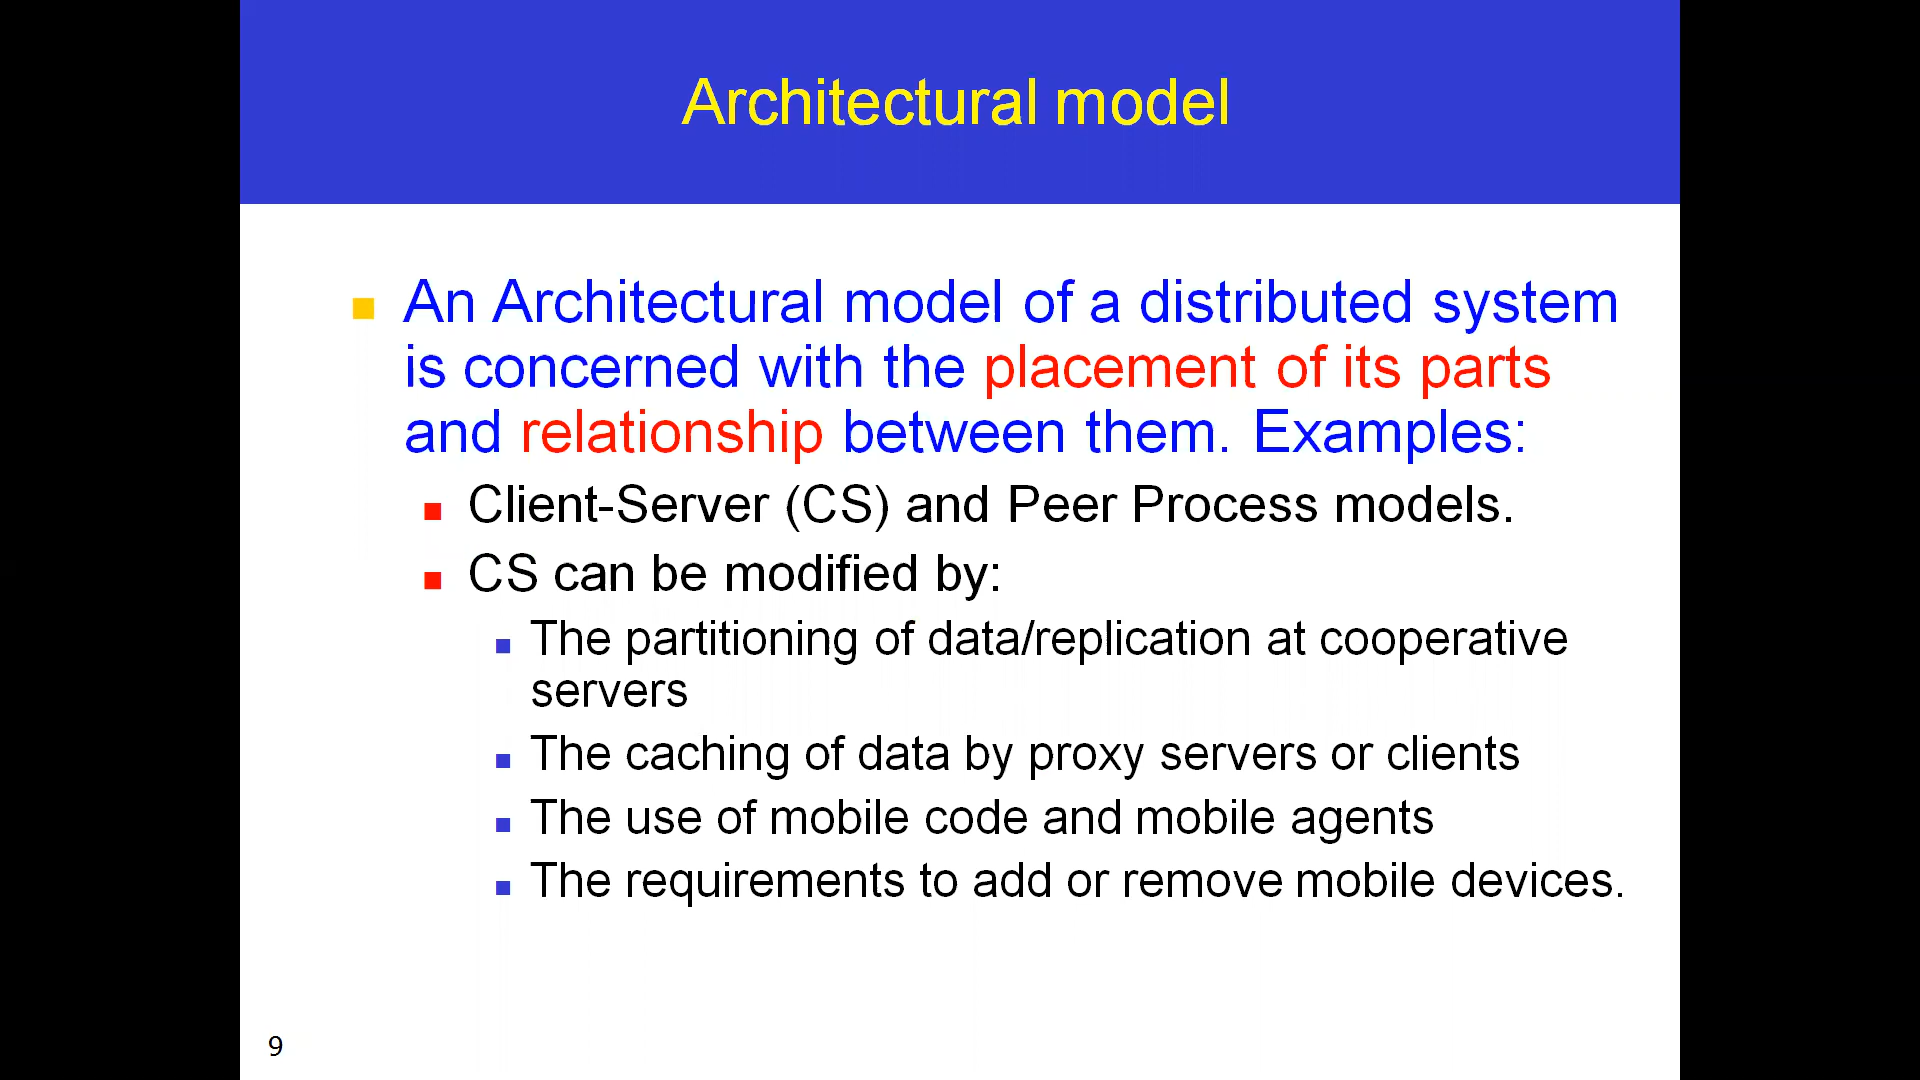 Architectural model
An Architectural model of a distributed system
is concerned with the placement of its parts
and relationship between them. Examples:
Client-Server (CS) and Peer Process models.
CS can be modified by:
The partitioning of data/replication at cooperative
servers
The caching of data by proxy servers or clients
The use of mobile code and mobile agents
The requirements to add or remove mobile devices.
9